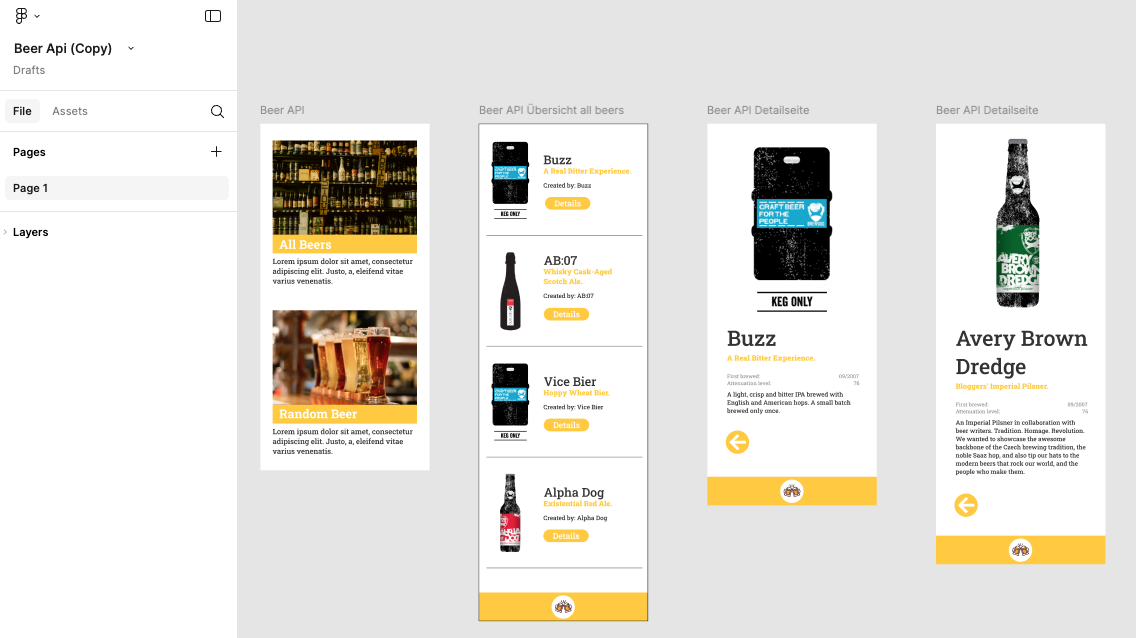 Beer Api (Copy)
Drafts
File
Assets
Pages
Page 1
Layers
Beer API
All Beers
Lorem ipsum dolor sit amet, consectetur
adipiscing elit. Justo, a, eleifend vitae
varius venenatis.
Random Beer
Lorem ipsum dolor sit amet, consectetur
adipiscing elit. Justo, a, eleifend vitae
varius venenatis.
Beer API Übersicht all beers
Buzz
A Real Bitter Experience.
Created by: Buzz
Details
KEG ONLY
AB:07
Whisky Cask-Aged
Scotch Ale.
Created by: AB:07
Details
Vice Bier
Hoppy Wheat Bier.
Created by: Vice Bier
Details
KEG ONLY
Alpha Dog
Existential Red Ale.
Created by: Alpha Dog
Details
Beer API Detailseite
CRAFT BEER
FOR THE
PEOPLE
KEG ONLY
Buzz
A Real Bitter Experience.
First brewed: 09/2007
Attenuation level: 76
A light, crisp and bitter IPA brewed with
English and American hops. A small batch
brewed only once.
Beer API Detailseite
AVERY
BROWN
DREDGE
Avery Brown
Dredge
Bloggers' Imperial Pilsner.
First brewed: 09/2007
Attenuation level: 76
An Imperial Pilsner in collaboration with
beer writers. Tradition. Homage. Revolution.
We wanted to showcase the awesome
backbone of the Czech brewing tradition, the
noble Saaz hop, and also tip our hats to the
modern beers that rock our world, and the
people who make them.